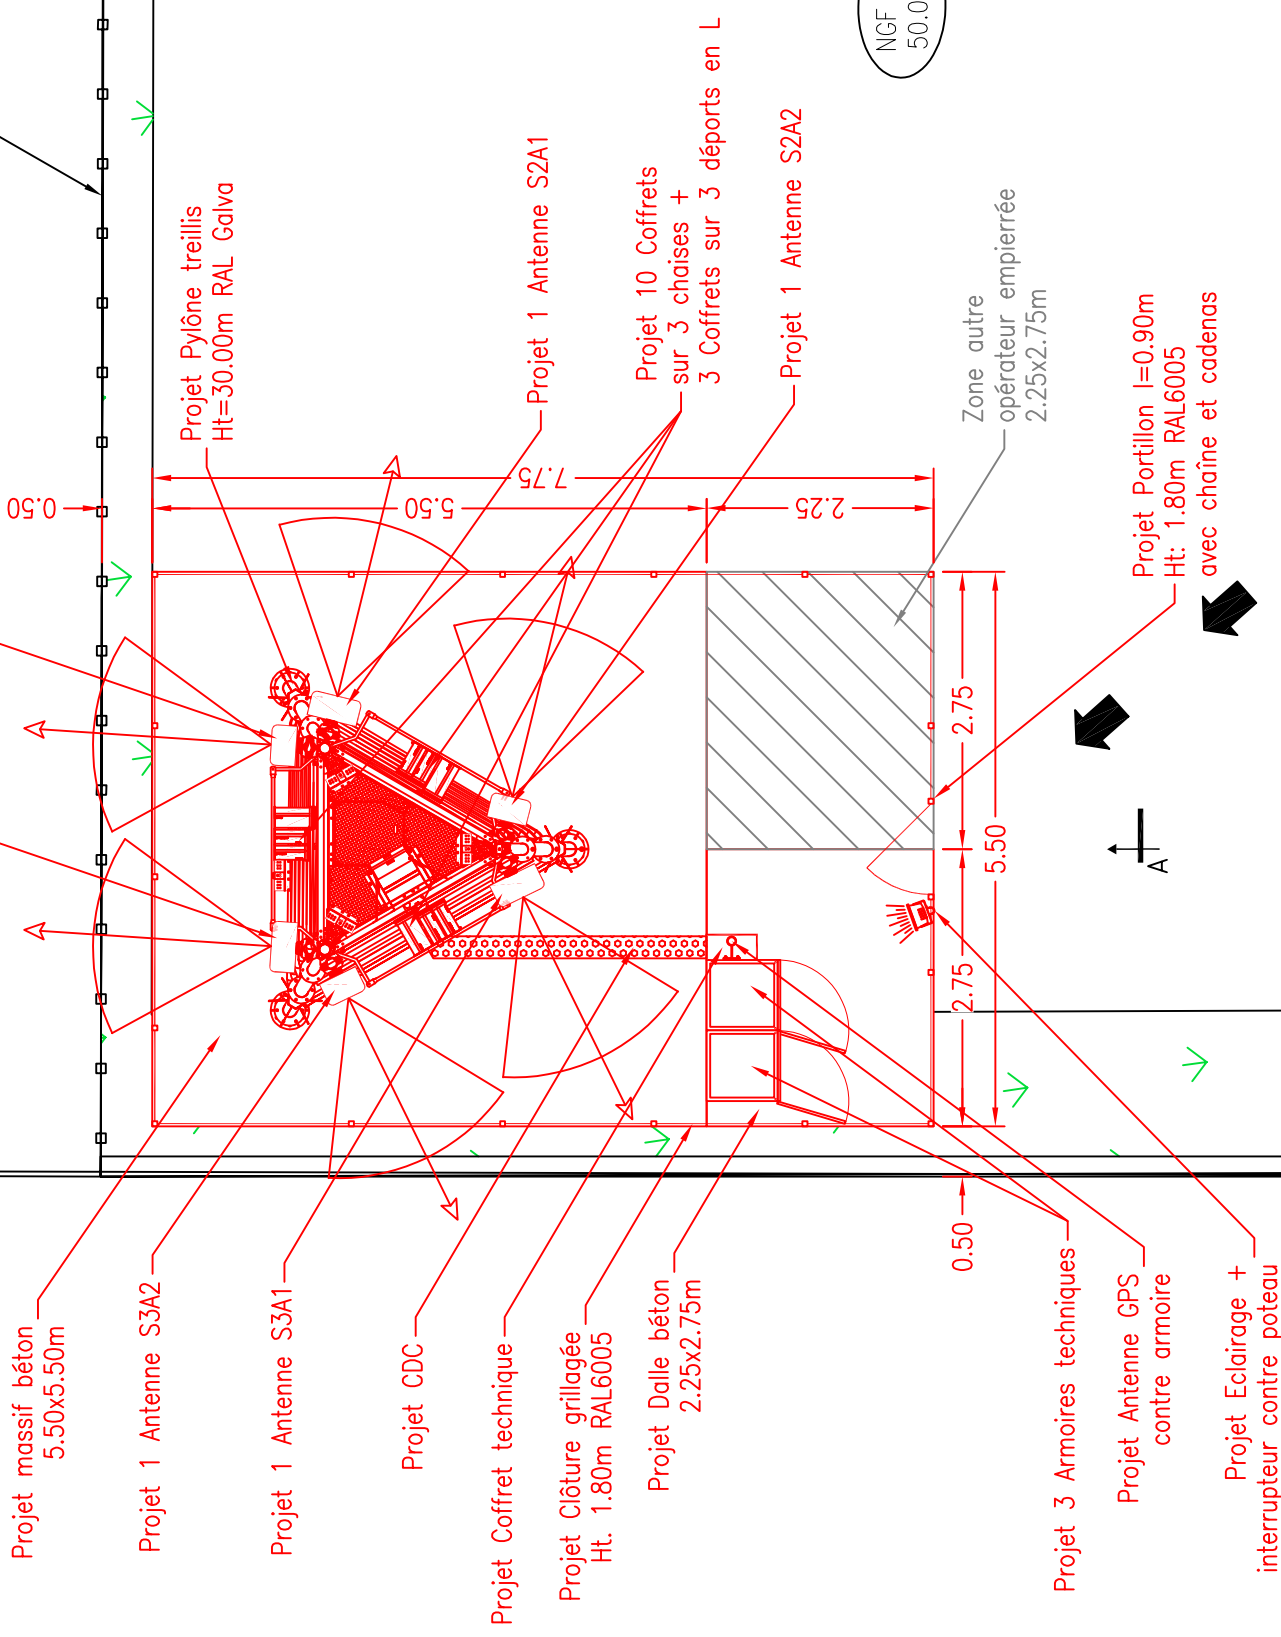 Projet massif béton
5.50x5.50m
Projet 1 Antenne S3A2
Projet 1 Antenne S3A1
Projet CDC
Projet Coffret technique
Projet Clôture grillagée
Ht. 1.80m RAL6005
Projet Dalle béton
2.25x2.75m
Projet 3 Armoires techniques
Projet Antenne GPS
contre armoire
Projet Eclairage +
interrupteur contre poteau
Projet Pylône treillis
Ht=30.00m RAL Galva
Projet 1 Antenne S2A1
Projet 10 Coffrets
sur 3 chaises +
3 Coffrets sur 3 déports en L
Projet 1 Antenne S2A2
Zone autre
opérateur empierrée
2.25x2.75m
Projet Portillon l=0.90m
Ht: 1.80m RAL6005
avec chaîne et cadenas
0.50
7.75
5.50
2.25
2.75
5.50
2.75
0.50
A
NGF
50.0